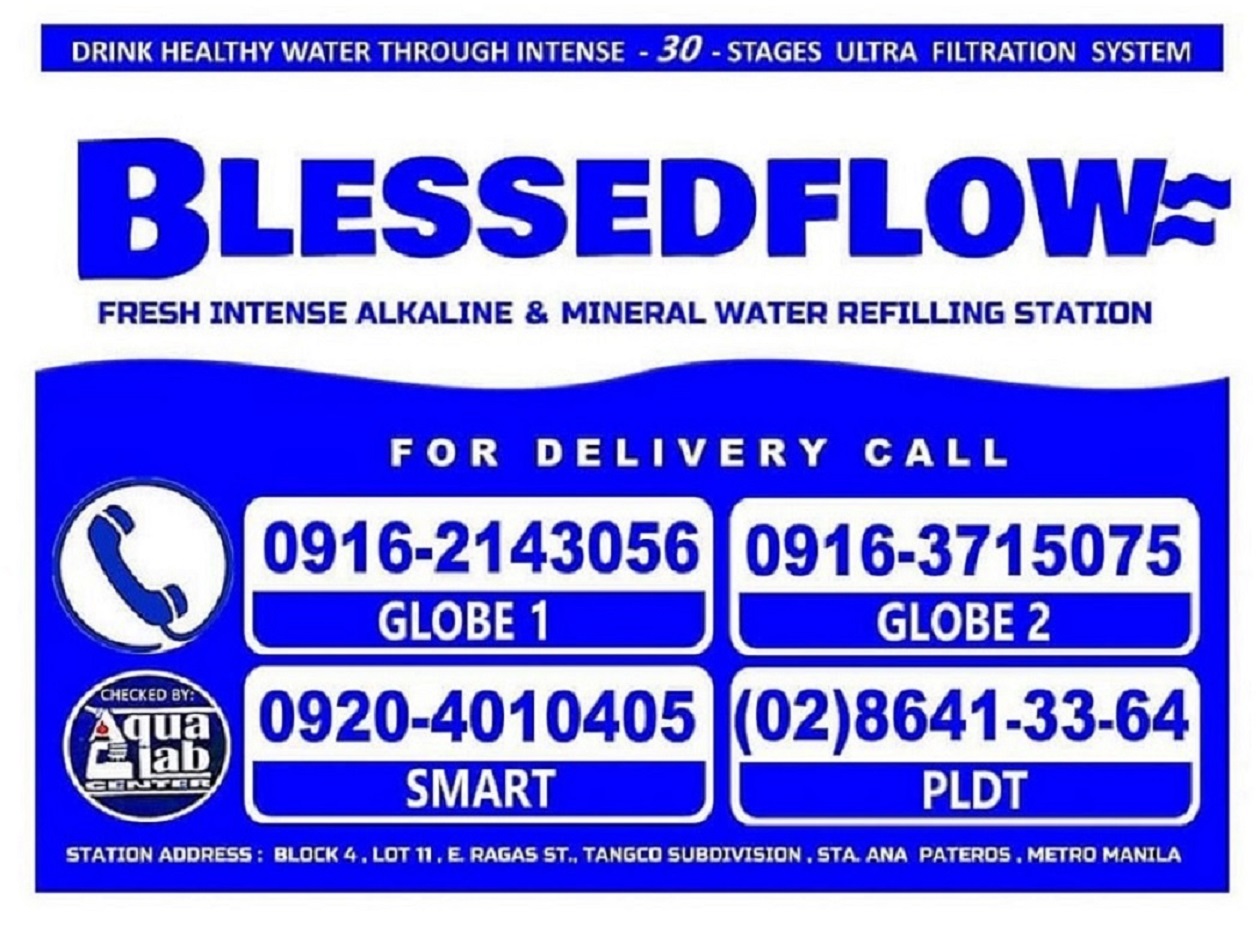 DRINK HEALTHY WATER THROUGH INTENSE - 30 - STAGES ULTRA FILTRATION SYSTEM
BLESSEDFLOW
FRESH INTENSE ALKALINE & MINERAL WATER REFILLING STATION
FOR DELIVERY CALL
0916-2143056
GLOBE 1
0916-3715075
GLOBE 2
CHECKED BY:
Aqua
Lab
CENTER
0920-4010405
SMART
(02)8641-33-64
PLDT
STATION ADDRESS : BLOCK 4 , LOT 11 , E. RAGAS ST., TANGCO SUBDIVISION , STA. ANA PATEROS , METRO MANILA